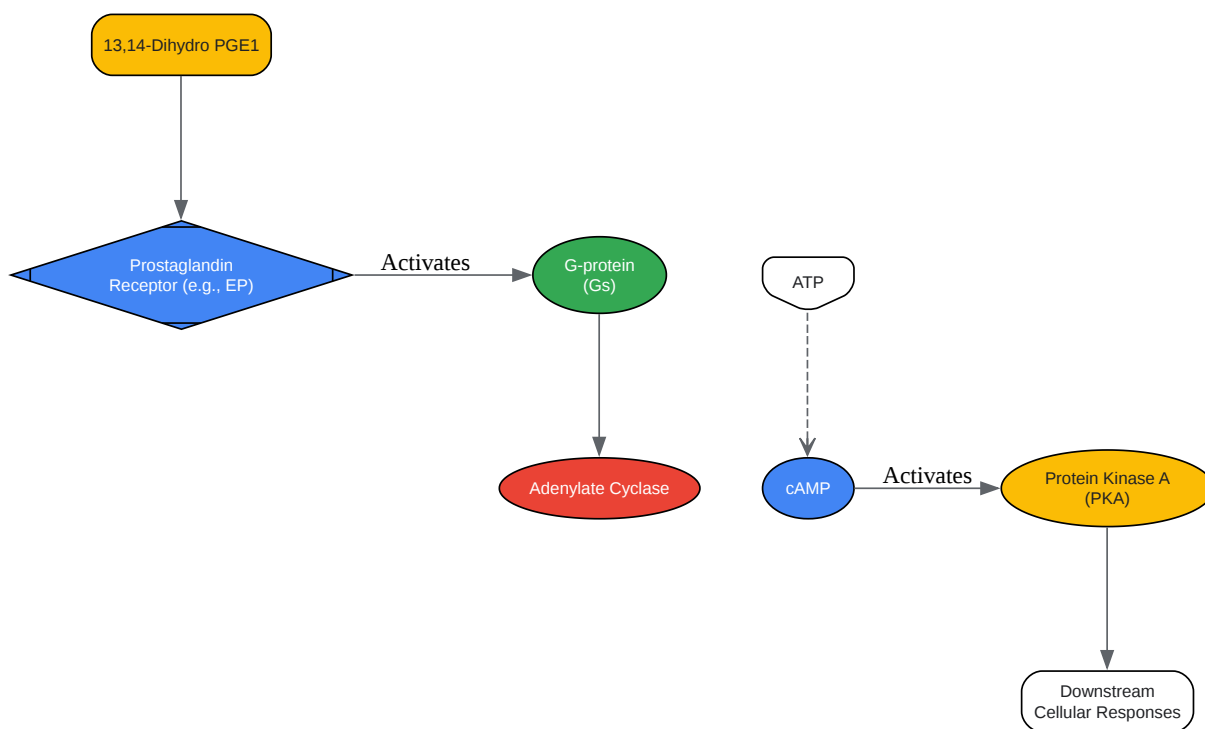 13,14-Dihydro PGE1
Prostaglandin
Receptor (e.g., EP)
Activates
G-protein
(Gs)
ATP
Adenylate Cyclase
cAMP
Activates
Protein Kinase A
(PKA)
Downstream
Cellular Responses